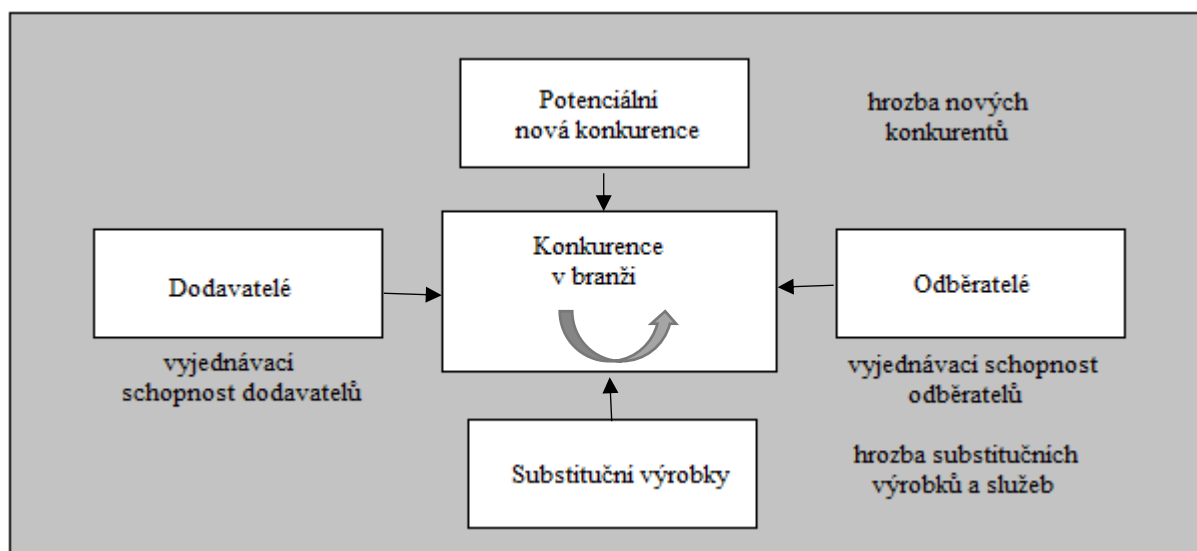 Potenciální
nová konkurence
hrozba nových
konkurentů
Konkurence
v branži
Dodavatelé
Odběratelé
vyjednávací
schopnost dodavatelů
vyjednávací schopnost
odběratelů
Substituční výrobky
hrozba substitučních
výrobků a služeb